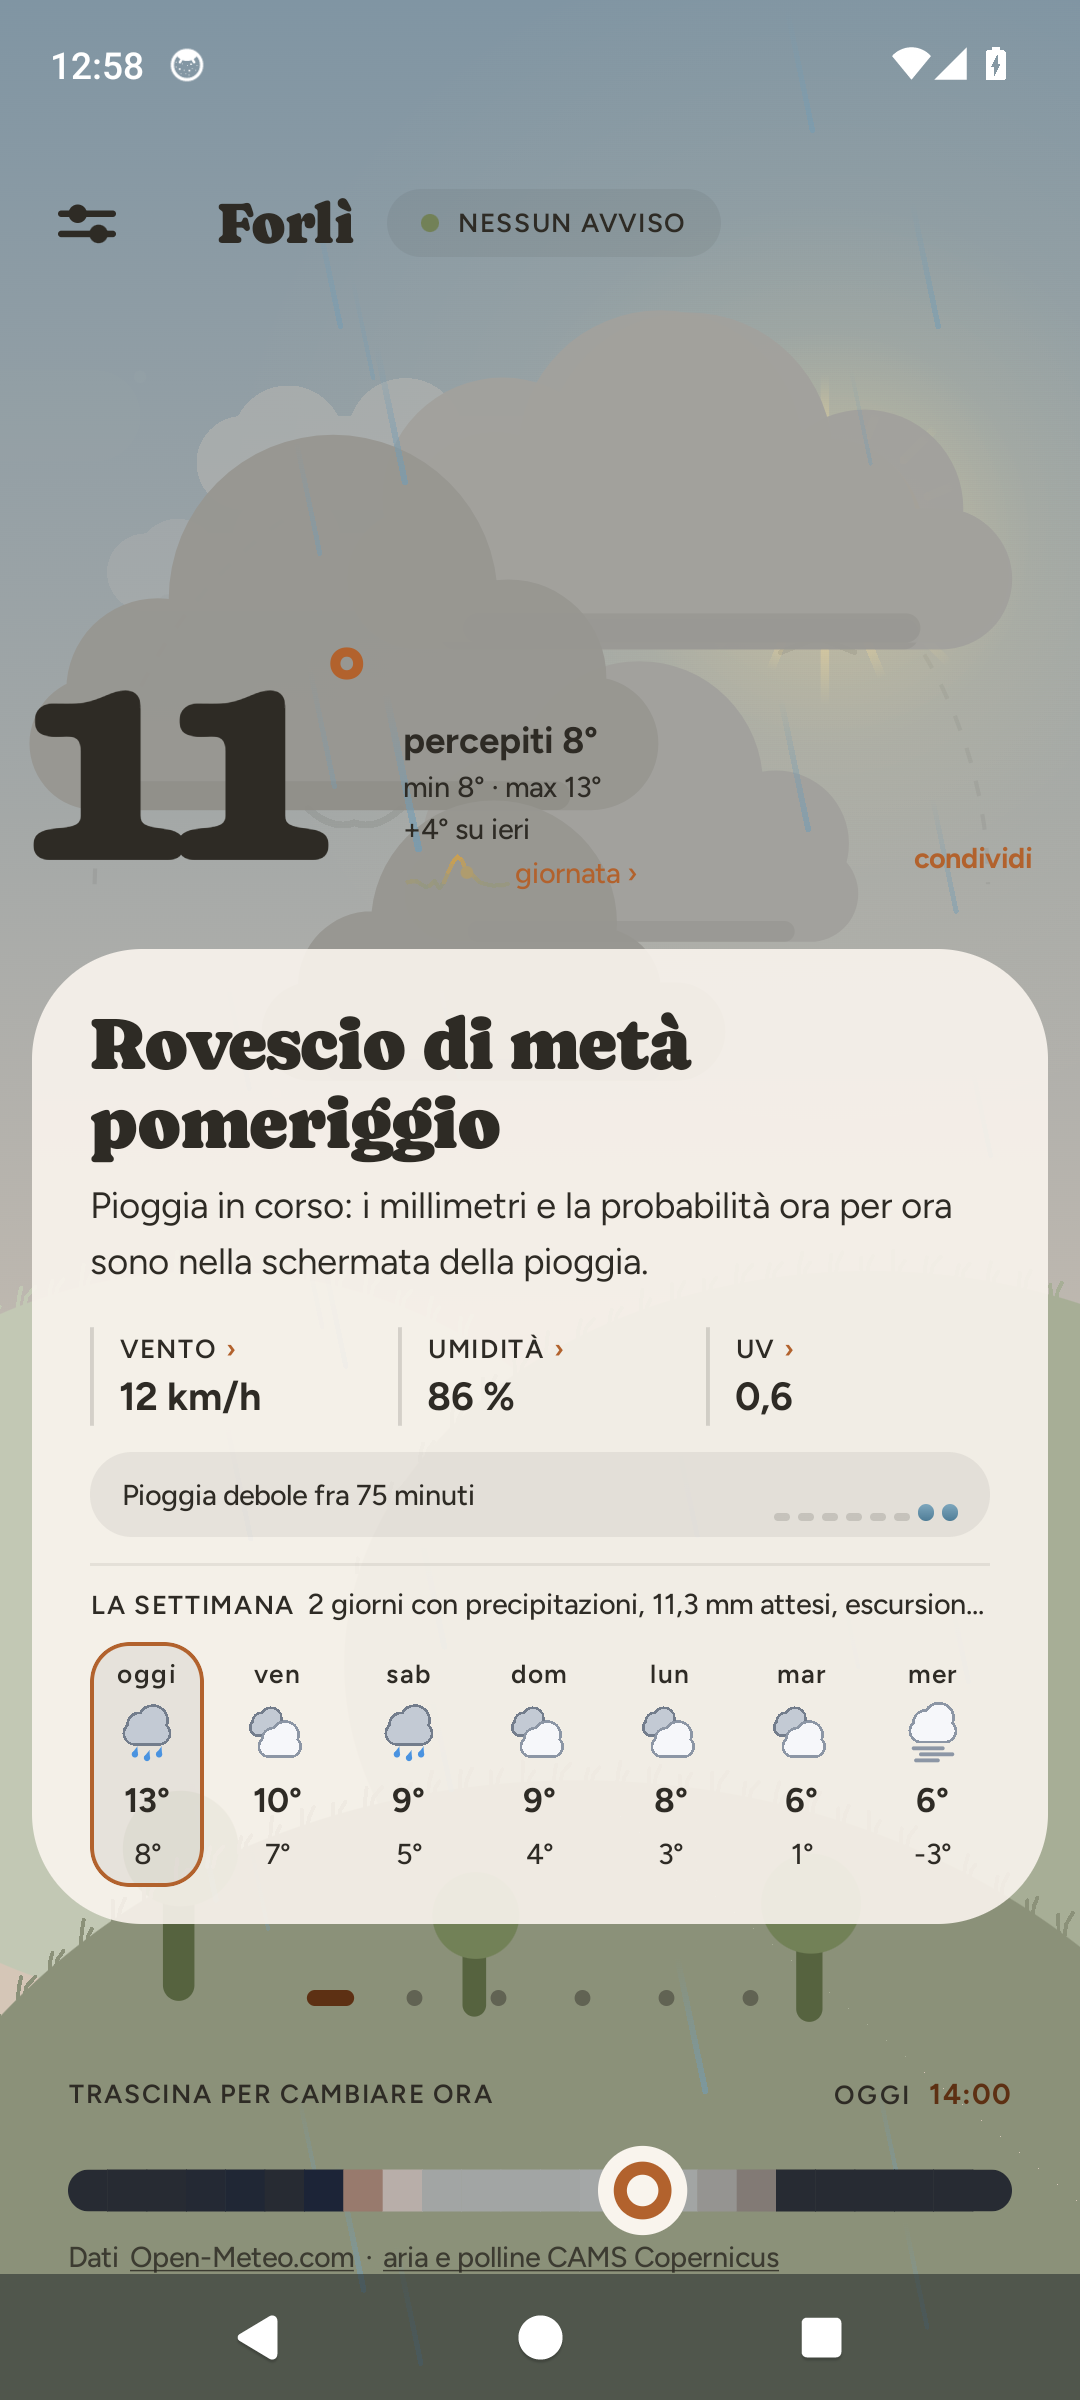 12:58
Forlì
NESSUN AVVISO
11°
percepiti 8°
min 8° · max 13°
+4° su ieri
giornata ›
condividi
Rovescio di metà
pomeriggio
Pioggia in corso: i millimetri e la probabilità ora per ora
sono nella schermata della pioggia.
VENTO › UMIDITÀ › UV ›
12 km/h 86 % 0,6
Pioggia debole fra 75 minuti
LA SETTIMANA 2 giorni con precipitazioni, 11,3 mm attesi, escursion...
oggi ven sab dom lun mar mer
13° 10° 9° 9° 8° 6° 6°
8° 7° 5° 4° 3° 1° -3°
TRASCINA PER CAMBIARE ORA OGGI 14:00
Dati Open-Meteo.com · aria e polline CAMS Copernicus